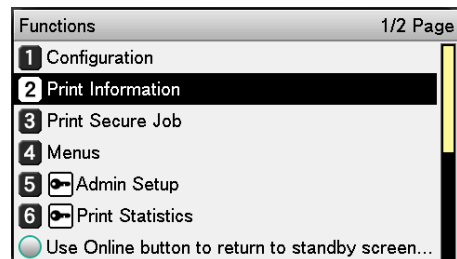 Functions 1/2 Page
1 Configuration
2 Print Information
3 Print Secure Job
4 Menus
5 Admin Setup
6 Print Statistics
Use Online button to return to standby screen...